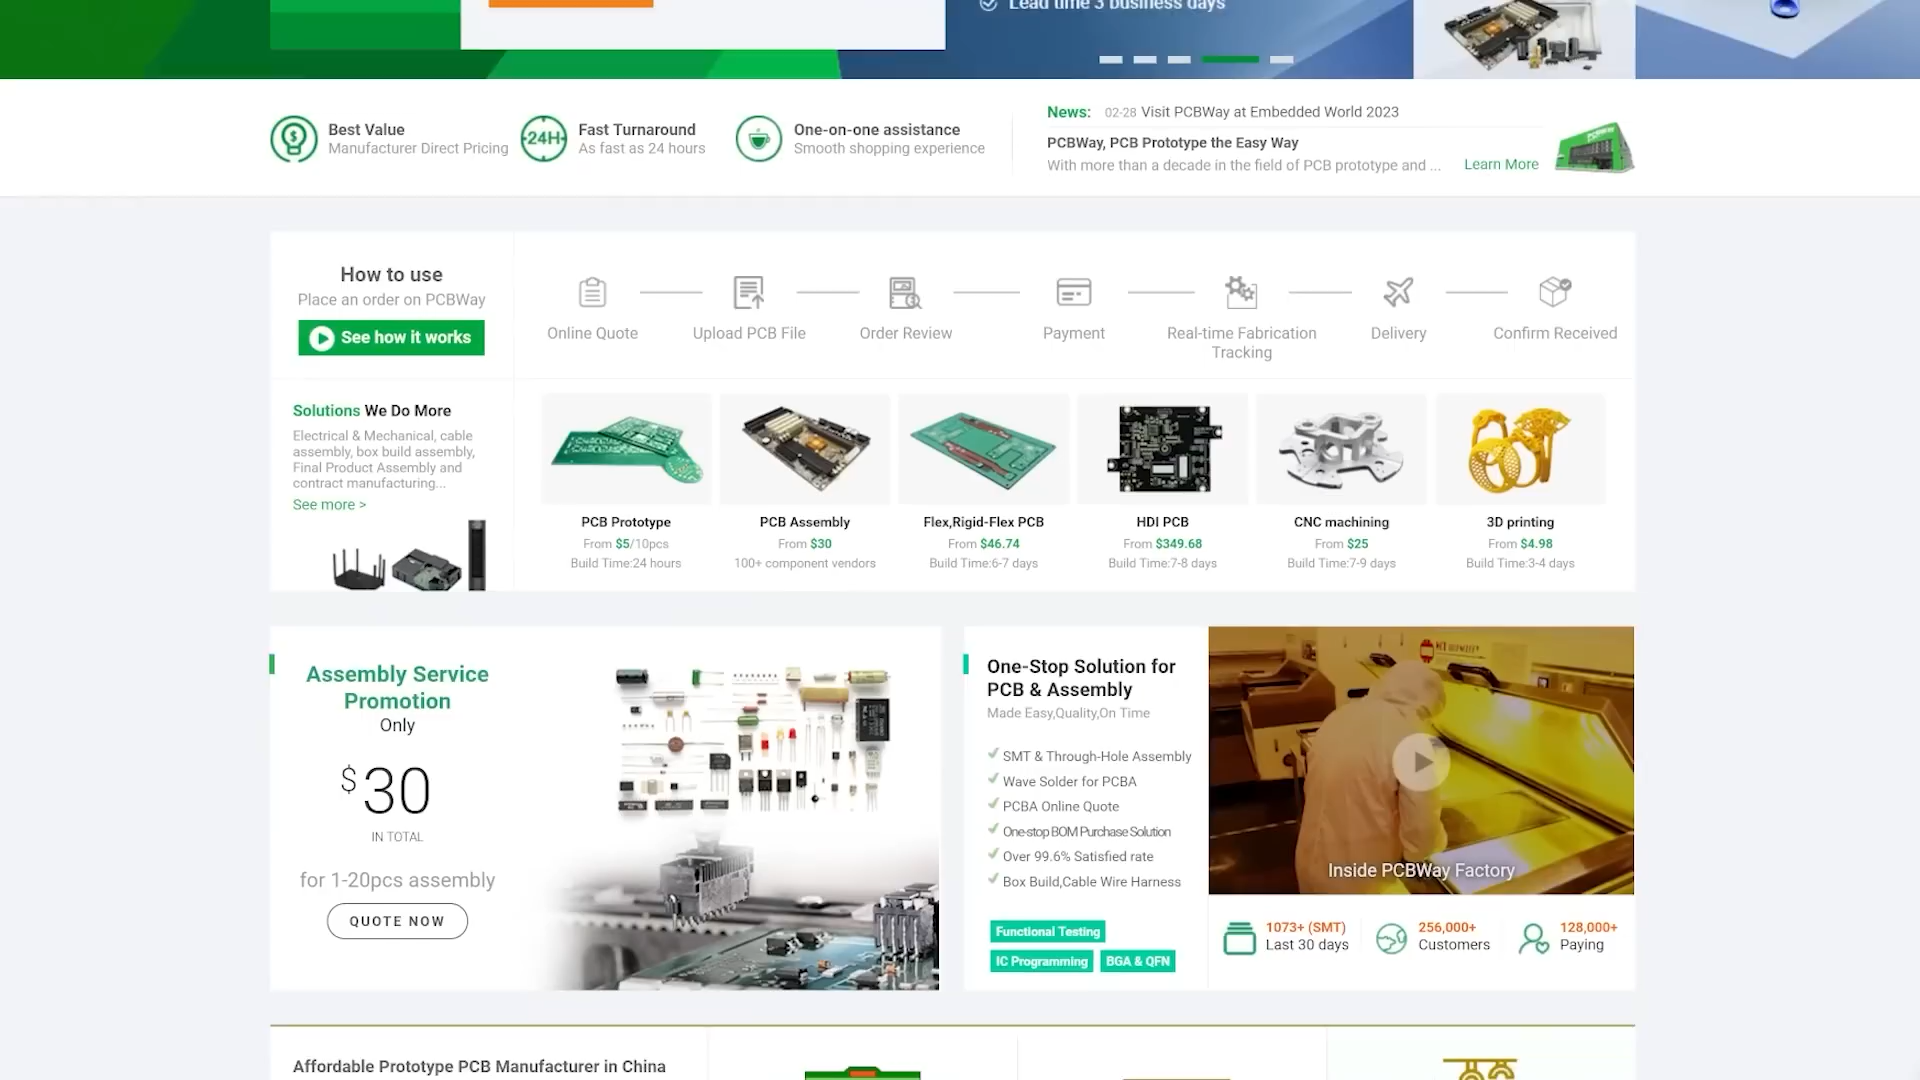 Lead time 3 business days
Best Value
Manufacturer Direct Pricing
24H
Fast Turnaround
As fast as 24 hours
One-on-one assistance
Smooth shopping experience
News: 02-28 Visit PCBWay at Embedded World 2023
PCBWay, PCB Prototype the Easy Way
With more than a decade in the field of PCB prototype and ...
Learn More
How to use
Place an order on PCBWay
See how it works
Online Quote
Upload PCB File
Order Review
Payment
Real-time Fabrication
Tracking
Delivery
Confirm Received
Solutions We Do More
Electrical & Mechanical, cable
assembly, box build assembly,
Final Product Assembly and
contract manufacturing...
See more >
PCB Prototype
From $5/10pcs
Build Time:24 hours
PCB Assembly
From $30
100+ component vendors
Flex,Rigid-Flex PCB
From $46.74
Build Time:6-7 days
HDI PCB
From $349.68
Build Time:7-8 days
CNC machining
From $25
Build Time:7-9 days
3D printing
From $4.98
Build Time:3-4 days
Assembly Service
Promotion
Only
$30
IN TOTAL
for 1-20pcs assembly
QUOTE NOW
One-Stop Solution for
PCB & Assembly
Made Easy,Quality,On Time
SMT & Through-Hole Assembly
Wave Solder for PCBA
PCBA Online Quote
One-stop BOM Purchase Solution
Over 99.6% Satisfied rate
Box Build,Cable Wire Harness
Functional Testing
IC Programming
BGA & QFN
Inside PCBWay Factory
1073+ (SMT)
Last 30 days
256,000+
Customers
128,000+
Paying
Affordable Prototype PCB Manufacturer in China